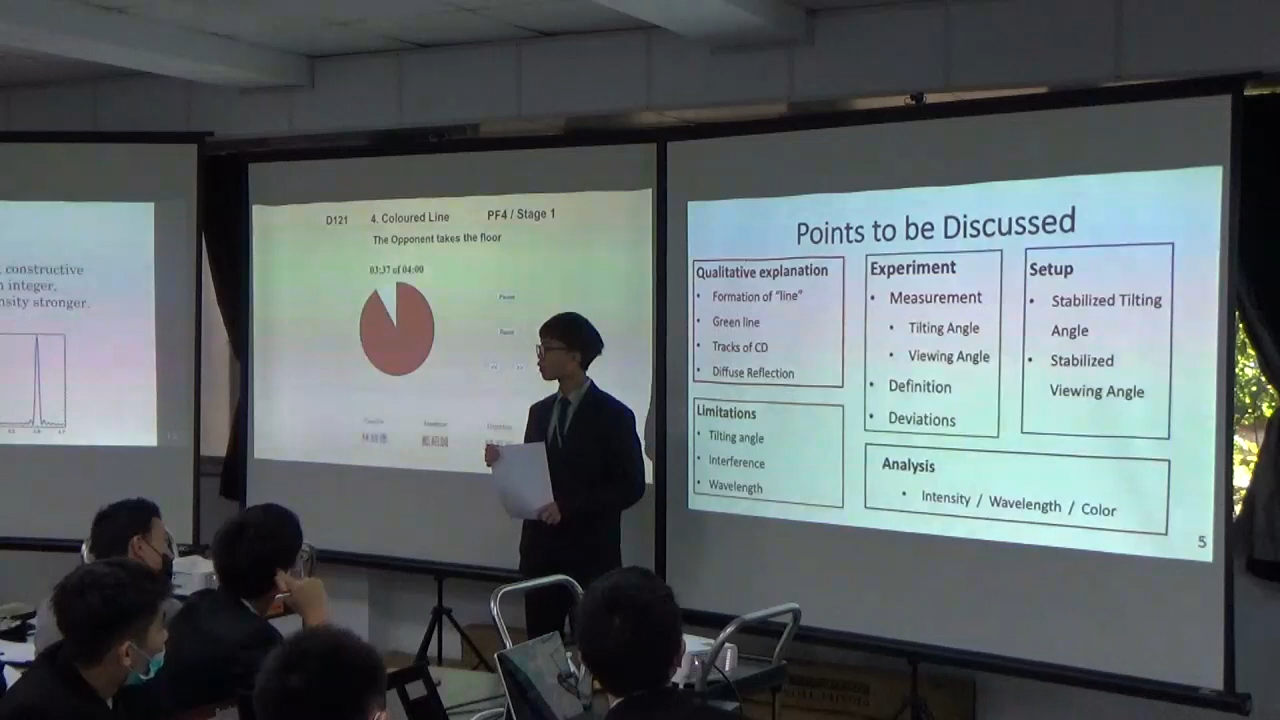 , constructive
n integer,
nsity stronger.
D121 4. Coloured Line PF4 / Stage 1
The Opponent takes the floor
03:37 of 04:00
Pause
<< >>
Points to be Discussed
Qualitative explanation
• Formation of "line"
• Green line
• Tracks of CD
• Diffuse Reflection
Limitations
• Tilting angle
• Interference
• Wavelength
Experiment
• Measurement
• Tilting Angle
• Viewing Angle
• Definition
• Deviations
Setup
• Stabilized Tilting
Angle
• Stabilized
Viewing Angle
Analysis
• Intensity / Wavelength / Color
5